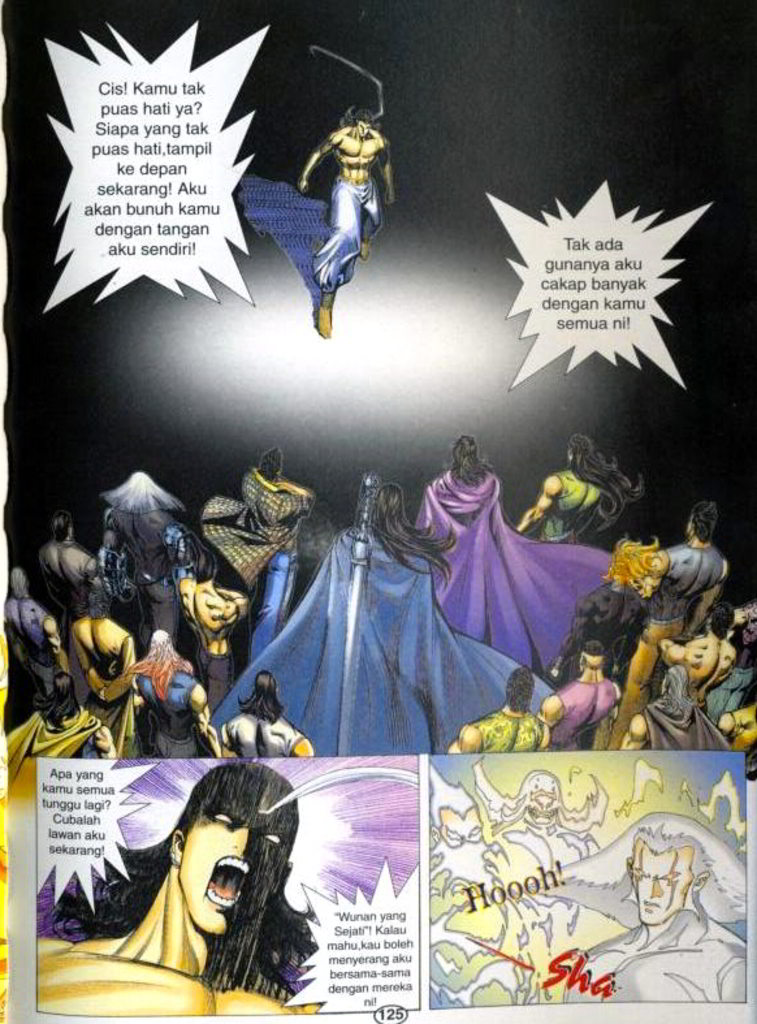 Cis! Kamu tak
puas hati ya?
Siapa yang tak
puas hati,tampil
ke depan
sekarang! Aku
akan bunuh kamu
dengan tangan
aku sendiri!
Tak ada
gunanya aku
cakap banyak
dengan kamu
semua ni!
Apa yang
kamu semua
tunggu lagi?
Cubalah
lawan aku
sekarang!
"Wunan yang
Sejati"! Kalau
mahu,kau boleh
menyerang aku
bersama-sama
dengan mereka
ni!
Hoooh!
Sha
125